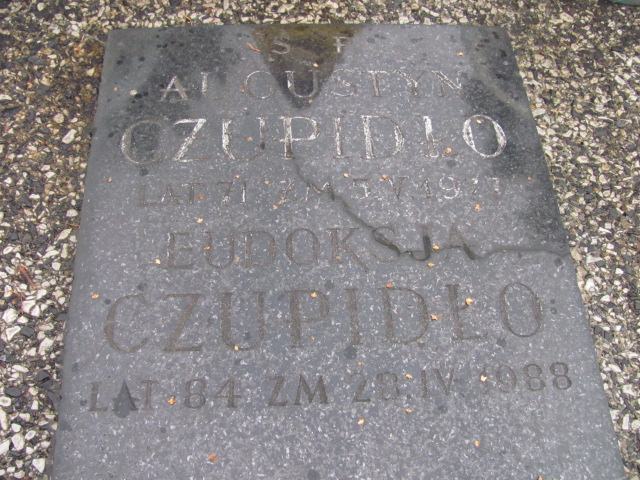 Ś P
AUGUSTYN
CZUPIDŁO
LAT 71 ZM 5.V.
EUDOKSJA
CZUPIDŁO
LAT 84 ZM 28.IV.1988